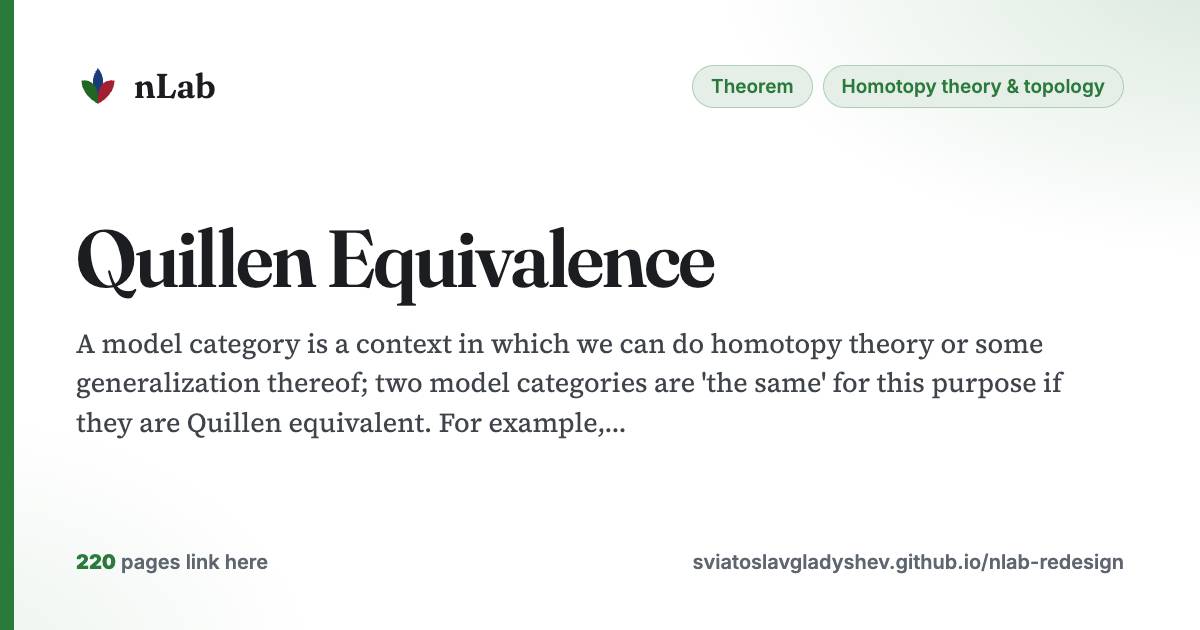 nLab
Theorem
Homotopy theory & topology
Quillen Equivalence
A model category is a context in which we can do homotopy theory or some
generalization thereof; two model categories are 'the same' for this purpose if
they are Quillen equivalent. For example,...
220 pages link here
sviatoslavgladyshev.github.io/nlab-redesign